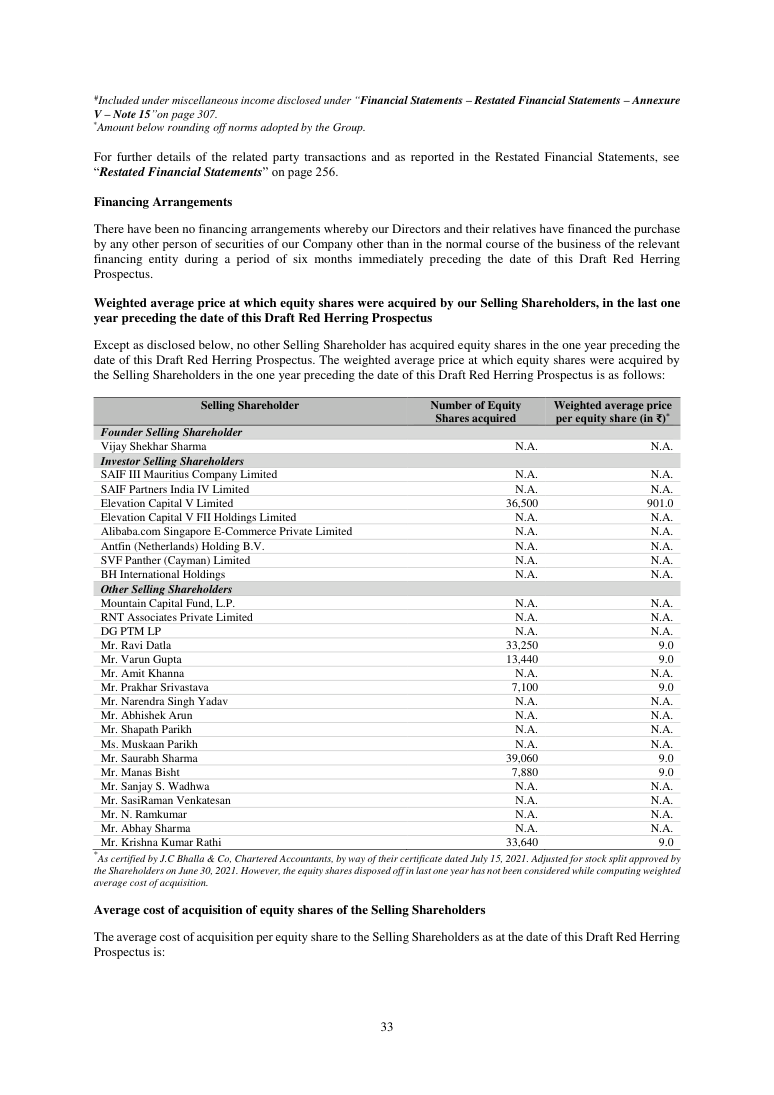 #Included under miscellaneous income disclosed under “Financial Statements – Restated Financial Statements – Annexure
V – Note 15”on page 307.
*Amount below rounding off norms adopted by the Group.
For further details of the related party transactions and as reported in the Restated Financial Statements, see
“Restated Financial Statements” on page 256.
Financing Arrangements
There have been no financing arrangements whereby our Directors and their relatives have financed the purchase
by any other person of securities of our Company other than in the normal course of the business of the relevant
financing entity during a period of six months immediately preceding the date of this Draft Red Herring
Prospectus.
Weighted average price at which equity shares were acquired by our Selling Shareholders, in the last one
year preceding the date of this Draft Red Herring Prospectus
Except as disclosed below, no other Selling Shareholder has acquired equity shares in the one year preceding the
date of this Draft Red Herring Prospectus. The weighted average price at which equity shares were acquired by
the Selling Shareholders in the one year preceding the date of this Draft Red Herring Prospectus is as follows:
Selling Shareholder Number of Equity Weighted average price
Shares acquired per equity share (in ₹)*
Founder Selling Shareholder
Vijay Shekhar Sharma N.A. N.A.
Investor Selling Shareholders
SAIF III Mauritius Company Limited N.A. N.A.
SAIF Partners India IV Limited N.A. N.A.
Elevation Capital V Limited 36,500 901.0
Elevation Capital V FII Holdings Limited N.A. N.A.
Alibaba.com Singapore E-Commerce Private Limited N.A. N.A.
Antfin (Netherlands) Holding B.V. N.A. N.A.
SVF Panther (Cayman) Limited N.A. N.A.
BH International Holdings N.A. N.A.
Other Selling Shareholders
Mountain Capital Fund, L.P. N.A. N.A.
RNT Associates Private Limited N.A. N.A.
DG PTM LP N.A. N.A.
Mr. Ravi Datla 33,250 9.0
Mr. Varun Gupta 13,440 9.0
Mr. Amit Khanna N.A. N.A.
Mr. Prakhar Srivastava 7,100 9.0
Mr. Narendra Singh Yadav N.A. N.A.
Mr. Abhishek Arun N.A. N.A.
Mr. Shapath Parikh N.A. N.A.
Ms. Muskaan Parikh N.A. N.A.
Mr. Saurabh Sharma 39,060 9.0
Mr. Manas Bisht 7,880 9.0
Mr. Sanjay S. Wadhwa N.A. N.A.
Mr. SasiRaman Venkatesan N.A. N.A.
Mr. N. Ramkumar N.A. N.A.
Mr. Abhay Sharma N.A. N.A.
Mr. Krishna Kumar Rathi 33,640 9.0
*As certified by J.C Bhalla & Co, Chartered Accountants, by way of their certificate dated July 15, 2021. Adjusted for stock split approved by
the Shareholders on June 30, 2021. However, the equity shares disposed off in last one year has not been considered while computing weighted
average cost of acquisition.
Average cost of acquisition of equity shares of the Selling Shareholders
The average cost of acquisition per equity share to the Selling Shareholders as at the date of this Draft Red Herring
Prospectus is:
33